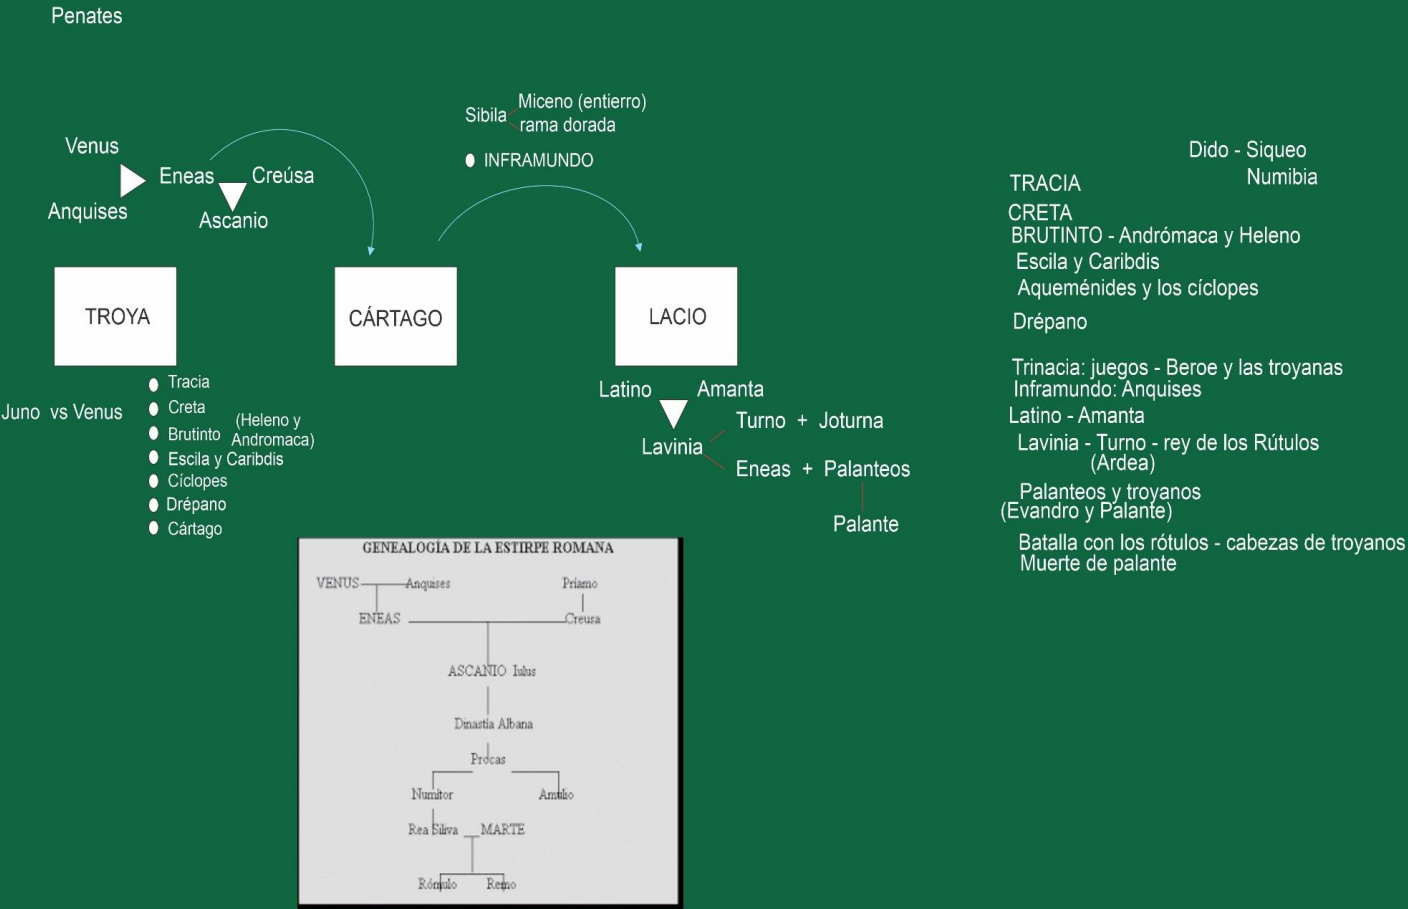 Penates
Sibila
Miceno (entierro)
rama dorada
INFRAMUNDO
Venus
Anquises
Eneas
Creúsa
Ascanio
TROYA
CÁRTAGO
LACIO
Juno vs Venus
Tracia
Creta
Brutinto
(Heleno y
Andromaca)
Escila y Caribdis
Cíclopes
Drépano
Cártago
Latino
Amanta
Lavinia
Turno + Joturna
Eneas + Palanteos
Palante
Dido - Siqueo
Numibia
TRACIA
CRETA
BRUTINTO - Andrómaca y Heleno
Escila y Caribdis
Aqueménides y los cíclopes
Drépano
Trinacia: juegos - Beroe y las troyanas
Inframundo: Anquises
Latino - Amanta
Lavinia - Turno - rey de los Rútulos
(Ardea)
Palanteos y troyanos
(Evandro y Palante)
Batalla con los rótulos - cabezas de troyanos
Muerte de palante
GENEALOGÍA DE LA ESTIRPE ROMANA
VENUS
Anquises
Príamo
ENEAS
Creusa
ASCANIO Iulus
Dinastía Albana
Procas
Numitor
Amulio
Rea Silva
MARTE
Rómulo
Remo